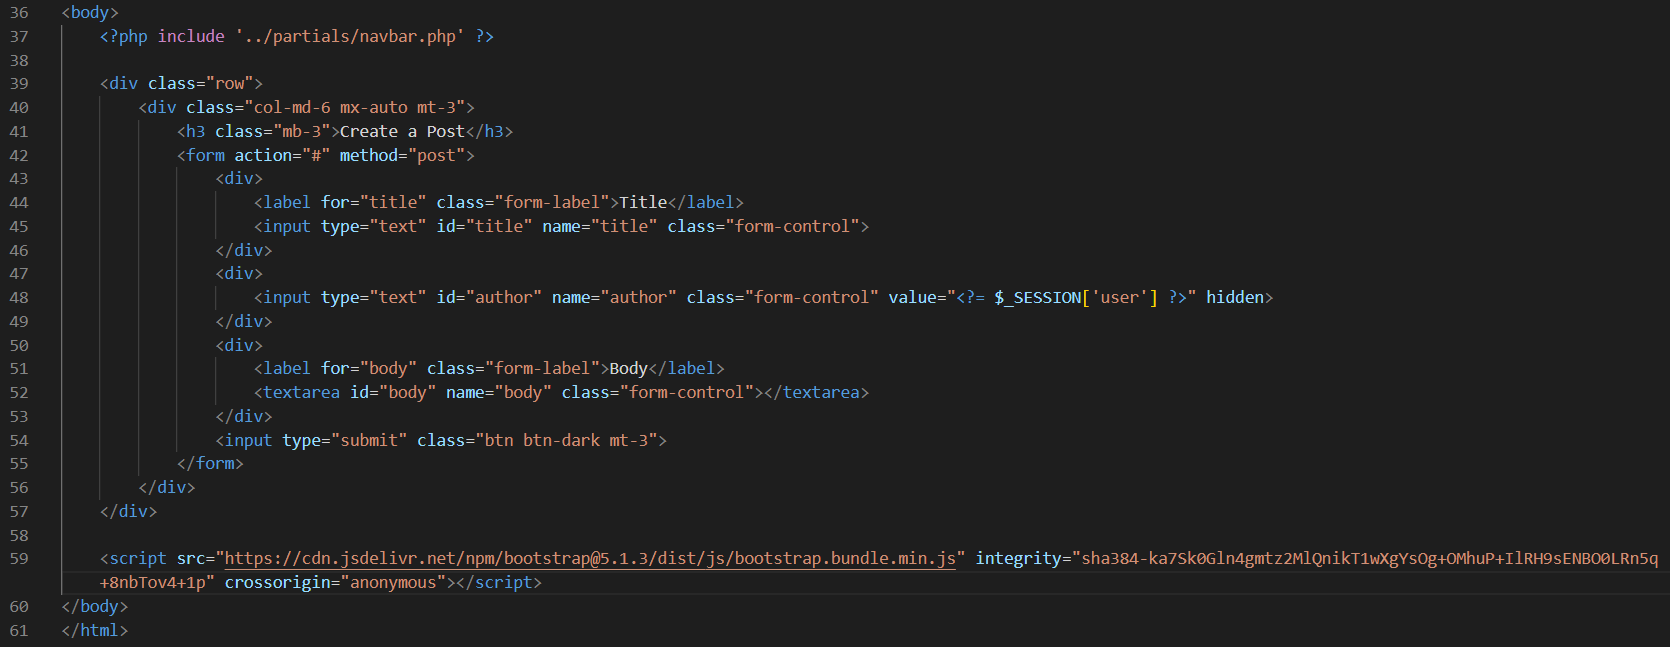 36 <body>
37 <?php include '../partials/navbar.php' ?>
38
39 <div class="row">
40 <div class="col-md-6 mx-auto mt-3">
41 <h3 class="mb-3">Create a Post</h3>
42 <form action="#" method="post">
43 <div>
44 <label for="title" class="form-label">Title</label>
45 <input type="text" id="title" name="title" class="form-control">
46 </div>
47 <div>
48 <input type="text" id="author" name="author" class="form-control" value="<?= $_SESSION['user'] ?>" hidden>
49 </div>
50 <div>
51 <label for="body" class="form-label">Body</label>
52 <textarea id="body" name="body" class="form-control"></textarea>
53 </div>
54 <input type="submit" class="btn btn-dark mt-3">
55 </form>
56 </div>
57 </div>
58
59 <script src="https://cdn.jsdelivr.net/npm/bootstrap@5.1.3/dist/js/bootstrap.bundle.min.js" integrity="sha384-ka7Sk0Gln4gmtz2MlQnikT1wXgYsOg+OMhuP+IlRH9sENBO0LRn5q
+8nbTov4+1p" crossorigin="anonymous"></script>
60 </body>
61 </html>